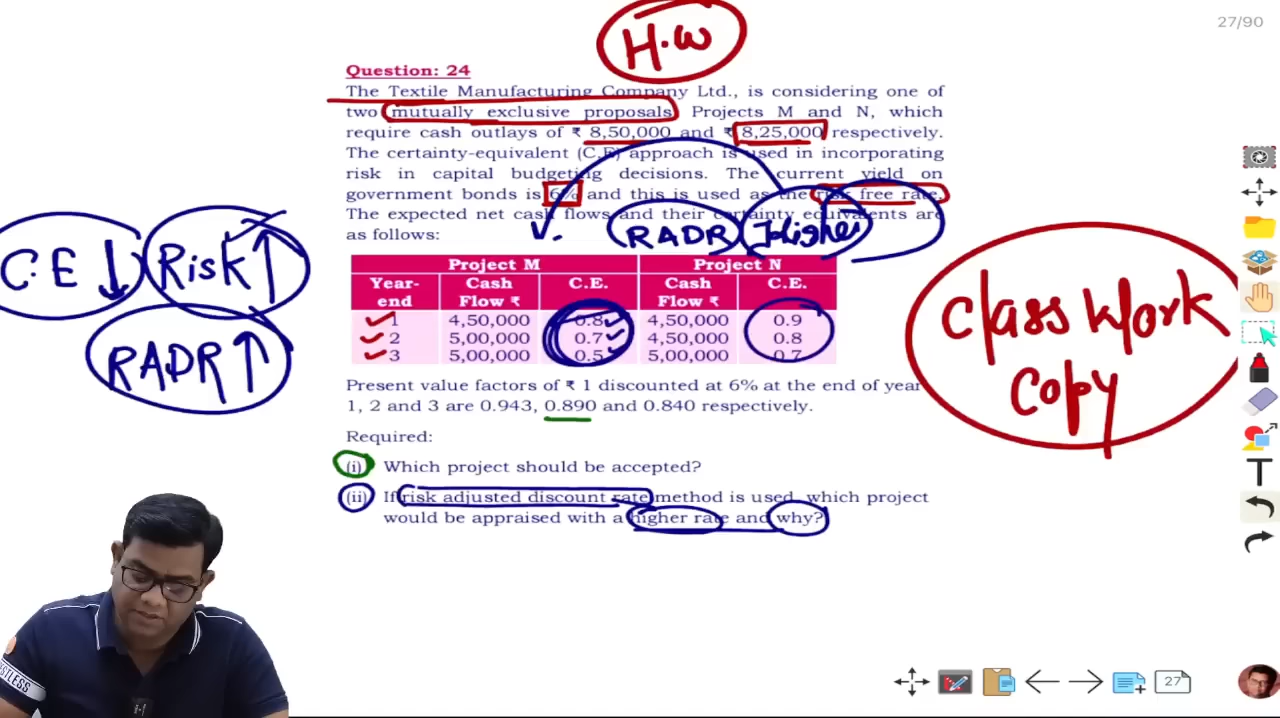 27/90
H.W
Question: 24
The Textile Manufacturing Company Ltd., is considering one of
two mutually exclusive proposals Projects M and N, which
require cash outlays of ₹ 8,50,000 and ₹ 8,25,000 respectively.
The certainty-equivalent (C.E) approach is used in incorporating
risk in capital budgeting decisions. The current yield on
government bonds is 6% and this is used as the risk free rate.
The expected net cash flows and their certainty equivalents are
as follows:
RADR Higher
C.E ↓ Risk ↑
RADR ↑
Project M Project N
Year-end Cash Flow ₹ C.E. Cash Flow ₹ C.E.
1 4,50,000 0.8 4,50,000 0.9
2 5,00,000 0.7 4,50,000 0.8
3 5,00,000 0.5 5,00,000 0.7
Class Work
Copy
Present value factors of ₹ 1 discounted at 6% at the end of year
1, 2 and 3 are 0.943, 0.890 and 0.840 respectively.
Required:
(i) Which project should be accepted?
(ii) If risk adjusted discount rate method is used, which project
would be appraised with a higher rate and why?
27